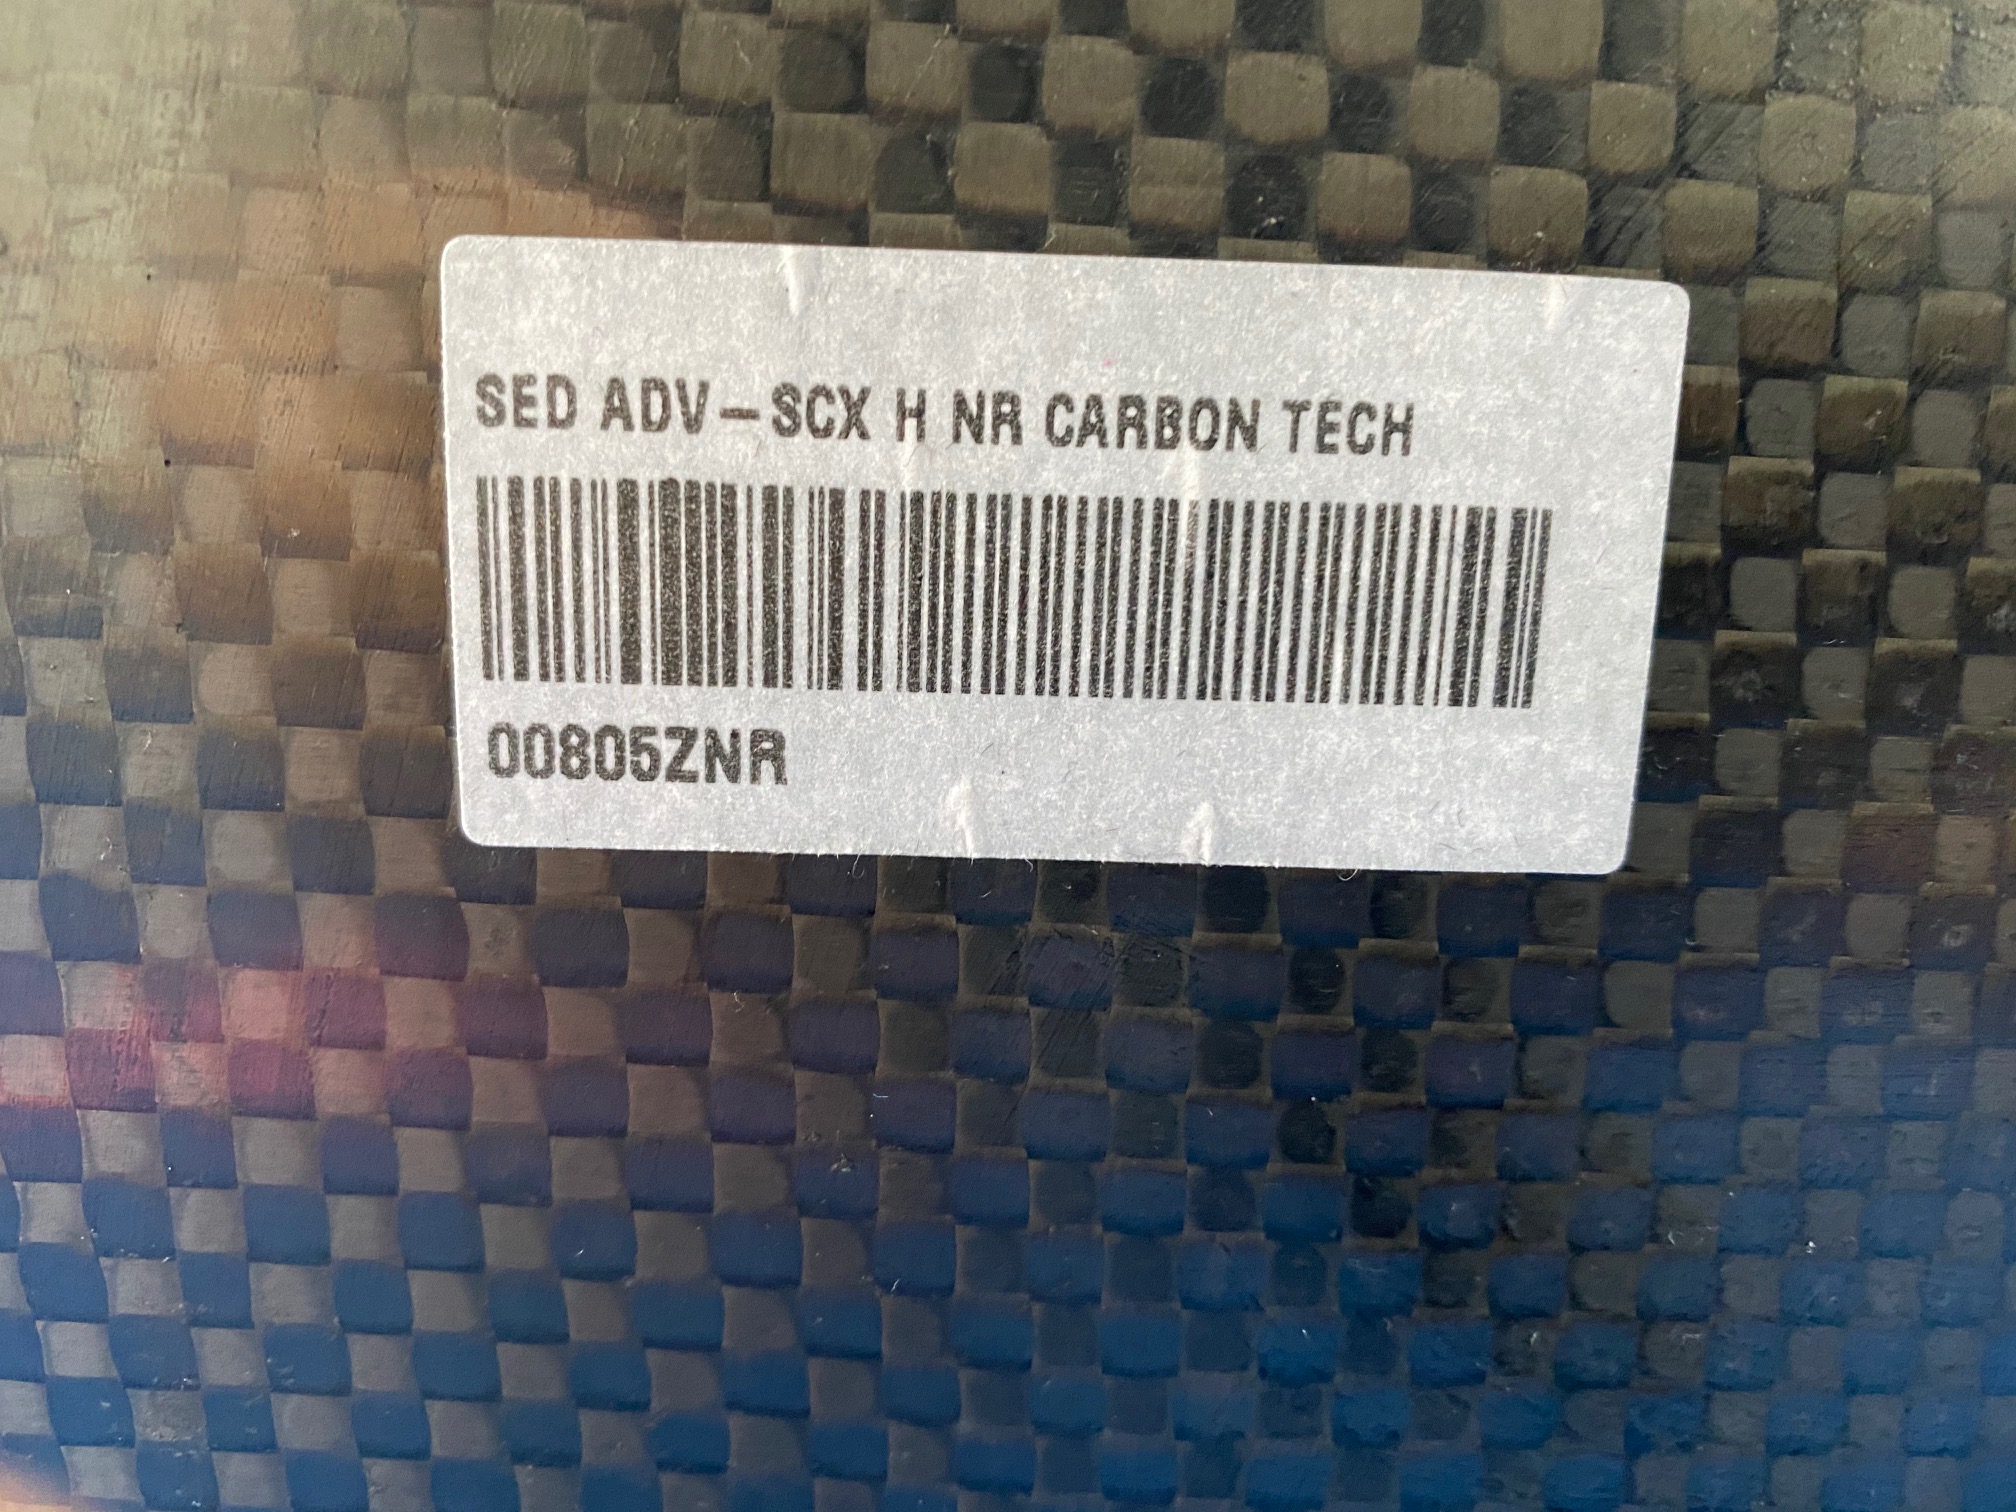 SED ADV-SCX H NR CARBON TECH
00805ZNR